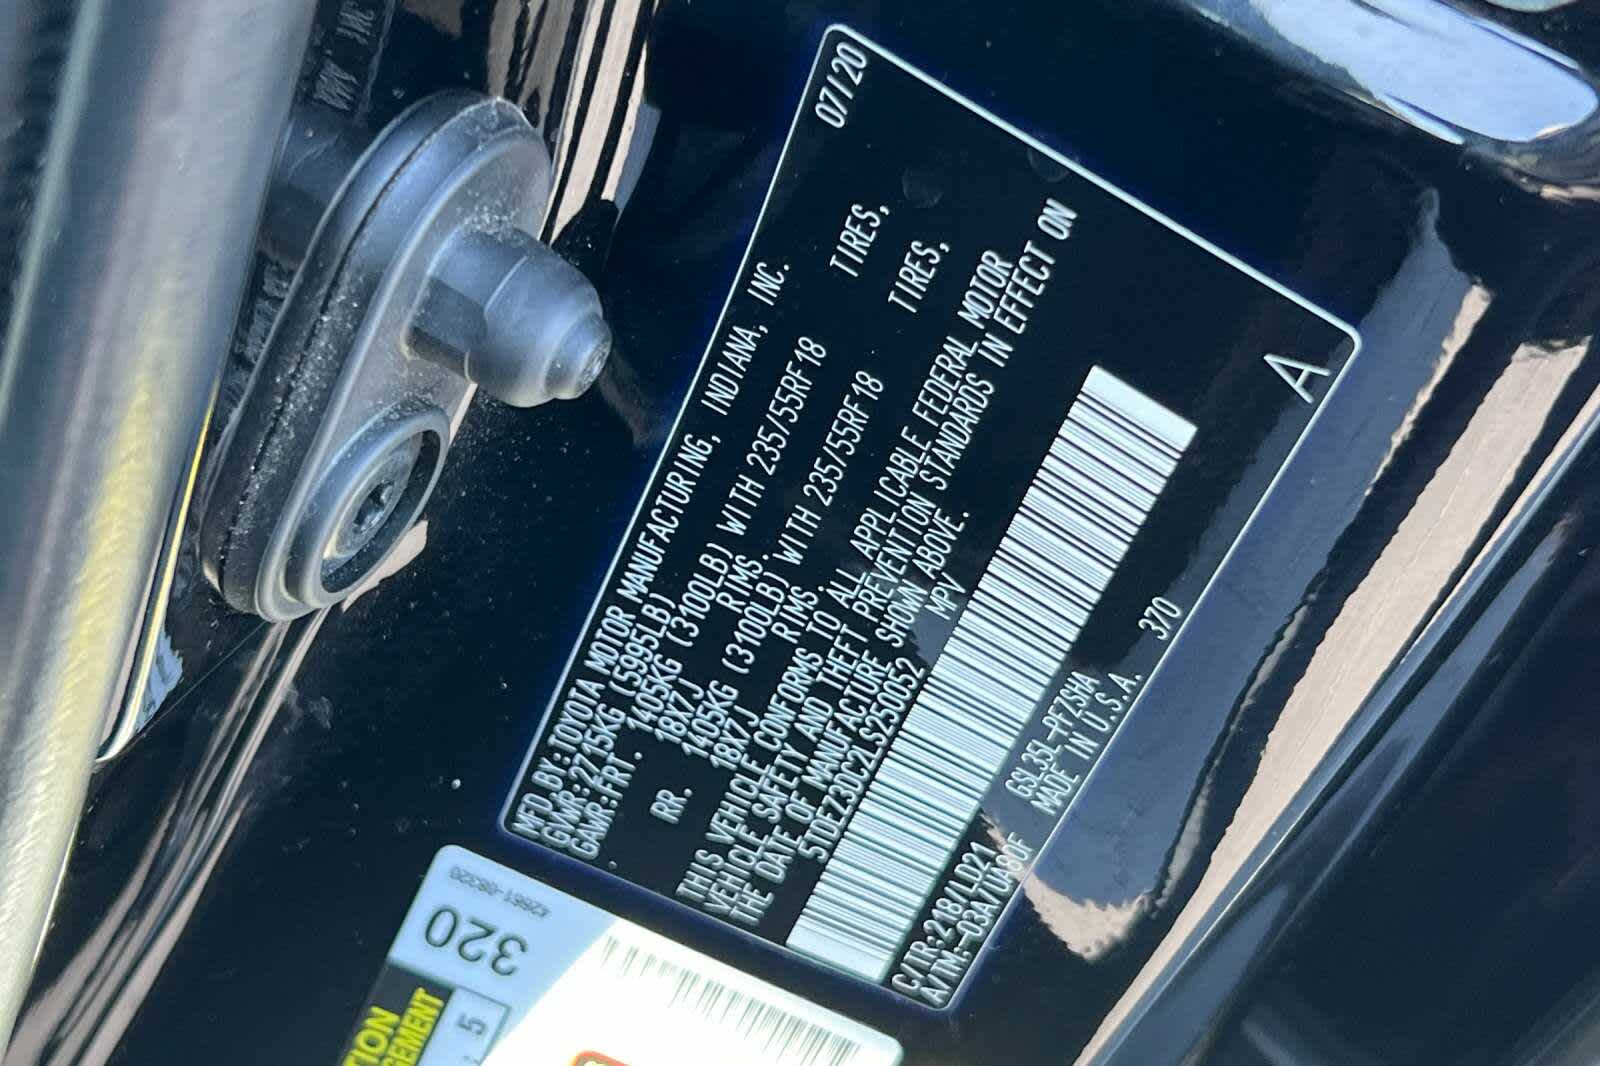 MFD.BY:TOYOTA MOTOR MANUFACTURING, INDIANA, INC. 07/20
GVWR:2715KG (5995LB)
GAWR:FRT. 1405KG (3100LB) WITH 235/55RF18 TIRES,
18X7J RIMS.
RR. 1405KG (3100LB) WITH 235/55RF18 TIRES,
18X7J RIMS.
THIS VEHICLE CONFORMS TO ALL APPLICABLE FEDERAL MOTOR
VEHICLE SAFETY AND THEFT PREVENTION STANDARDS IN EFFECT ON
THE DATE OF MANUFACTURE SHOWN ABOVE.
5TDEZ3DC2LS250052 MPV
C/TR:218/LD21
A/TM:-03A/UA80F
GSL35L-PFZSHA 370
MADE IN U.S.A.
A
320
42661-08320
5